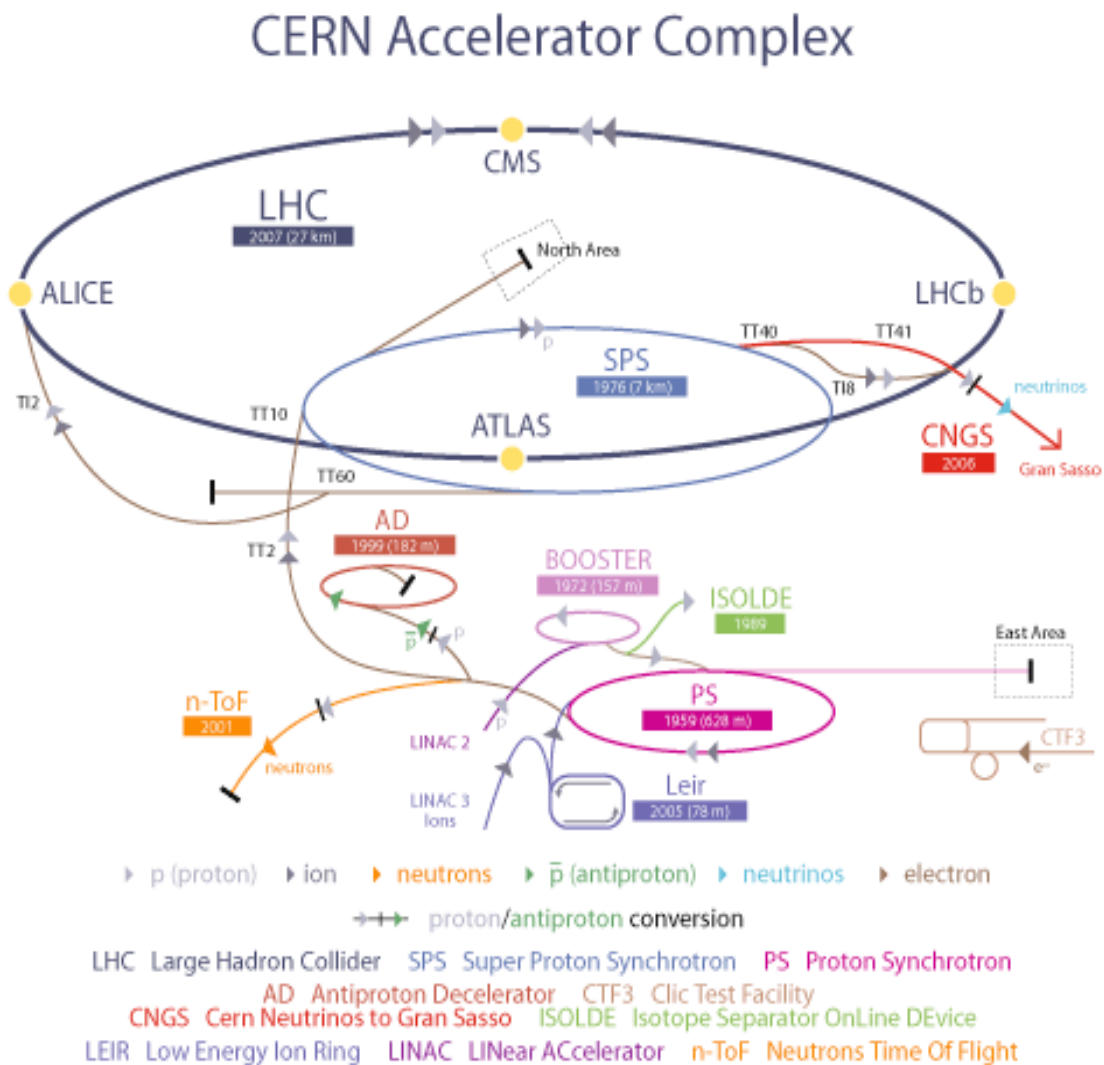 CERN Accelerator Complex
CMS
LHC
2007 (27 km)
North Area
ALICE
LHCb
TT40
TT41
SPS
1976 (7 km)
p
TI8
neutrinos
TI2
TT10
ATLAS
CNGS
2006
Gran Sasso
TT60
AD
1999 (182 m)
TT2
BOOSTER
1972 (157 m)
ISOLDE
1989
p̅
p
East Area
n-ToF
2001
PS
1959 (628 m)
p
LINAC 2
neutrons
CTF3
e⁻
LINAC 3
Ions
Leir
2005 (78 m)
p (proton) ion neutrons p̅ (antiproton) neutrinos electron
proton/antiproton conversion
LHC Large Hadron Collider SPS Super Proton Synchrotron PS Proton Synchrotron
AD Antiproton Decelerator CTF3 Clic Test Facility
CNGS Cern Neutrinos to Gran Sasso ISOLDE Isotope Separator OnLine DEvice
LEIR Low Energy Ion Ring LINAC LINear ACcelerator n-ToF Neutrons Time Of Flight